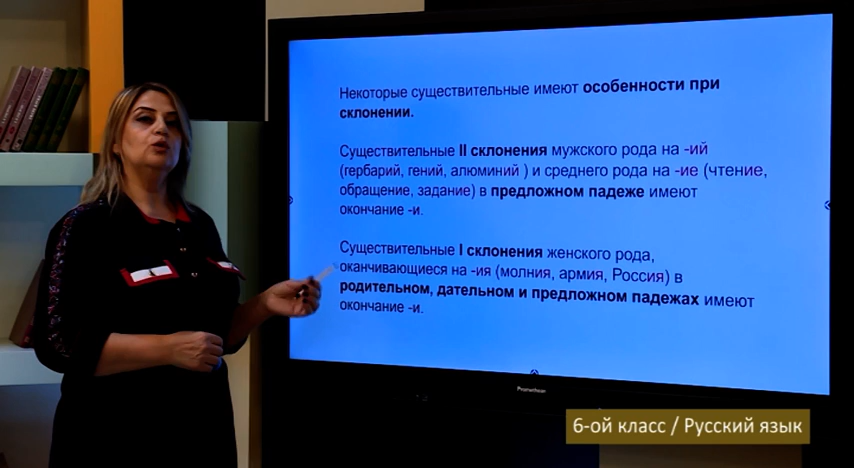 Некоторые существительные имеют особенности при
склонении.
Существительные II склонения мужского рода на -ий
(гербарий, гений, алюминий ) и среднего рода на -ие (чтение,
обращение, задание) в предложном падеже имеют
окончание -и.
Существительные I склонения женского рода,
оканчивающиеся на -ия (молния, армия, Россия) в
родительном, дательном и предложном падежах имеют
окончание -и.
Promethean
6-ой класс / Русский язык